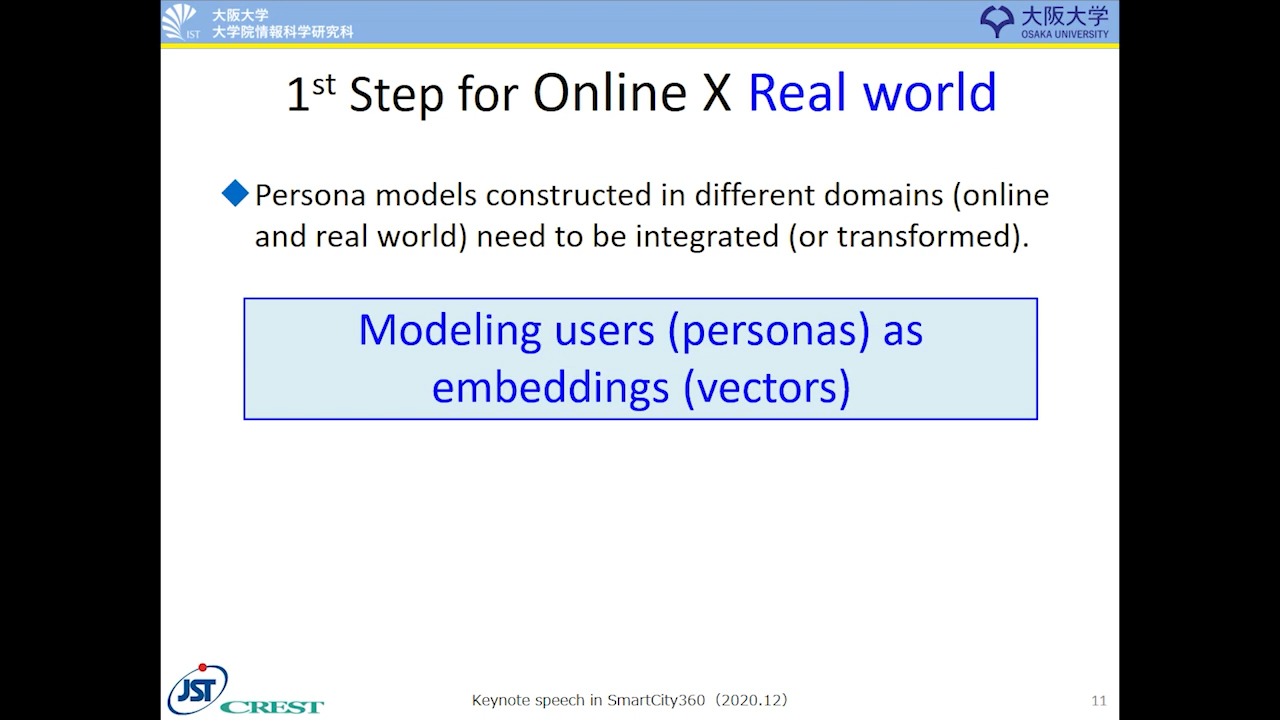 大阪大学
大学院情報科学研究科
IST
大阪大学
OSAKA UNIVERSITY
1st Step for Online X Real world
Persona models constructed in different domains (online
and real world) need to be integrated (or transformed).
Modeling users (personas) as
embeddings (vectors)
JST
CREST
Keynote speech in SmartCity360（2020.12）
11